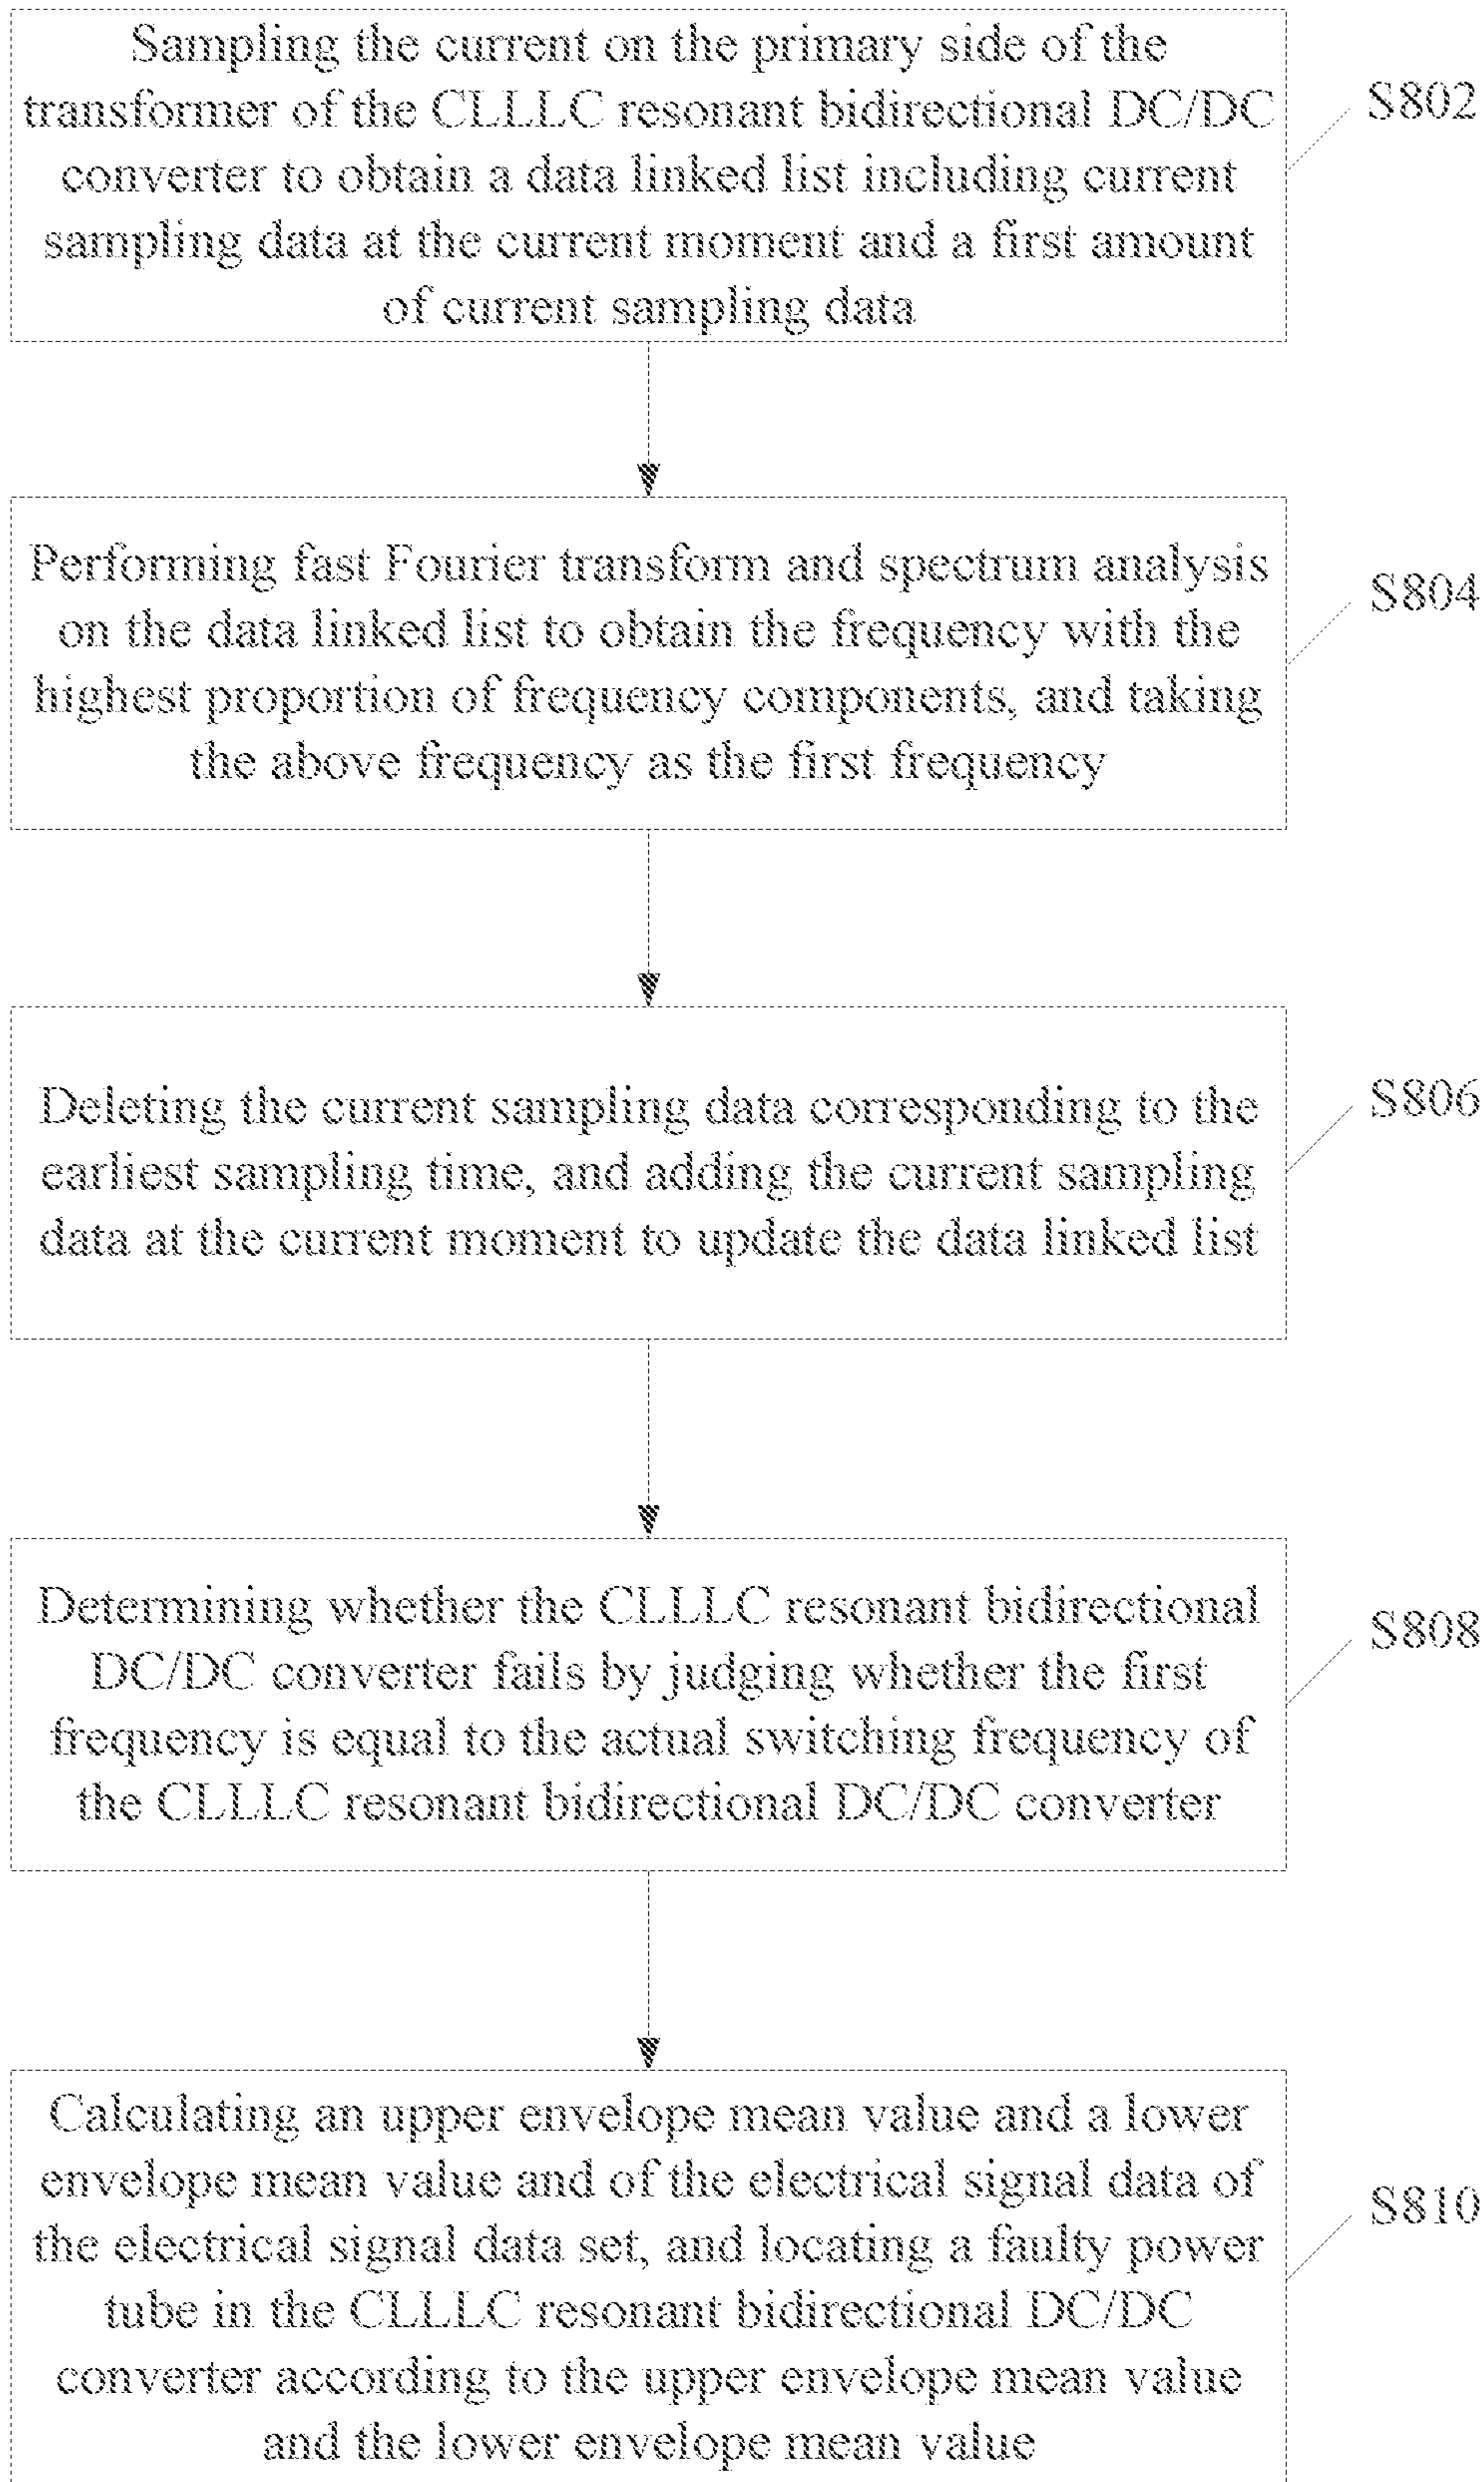 Sampling the current on the primary side of the
transformer of the CLLLC resonant bidirectional DC/DC
converter to obtain a data linked list including current
sampling data at the current moment and a first amount
of current sampling data
S802
Performing fast Fourier transform and spectrum analysis
on the data linked list to obtain the frequency with the
highest proportion of frequency components, and taking
the above frequency as the first frequency
S804
Deleting the current sampling data corresponding to the
earliest sampling time, and adding the current sampling
data at the current moment to update the data linked list
S806
Determining whether the CLLLC resonant bidirectional
DC/DC converter fails by judging whether the first
frequency is equal to the actual switching frequency of
the CLLLC resonant bidirectional DC/DC converter
S808
Calculating an upper envelope mean value and a lower
envelope mean value and of the electrical signal data of
the electrical signal data set, and locating a faulty power
tube in the CLLLC resonant bidirectional DC/DC
converter according to the upper envelope mean value
and the lower envelope mean value
S810